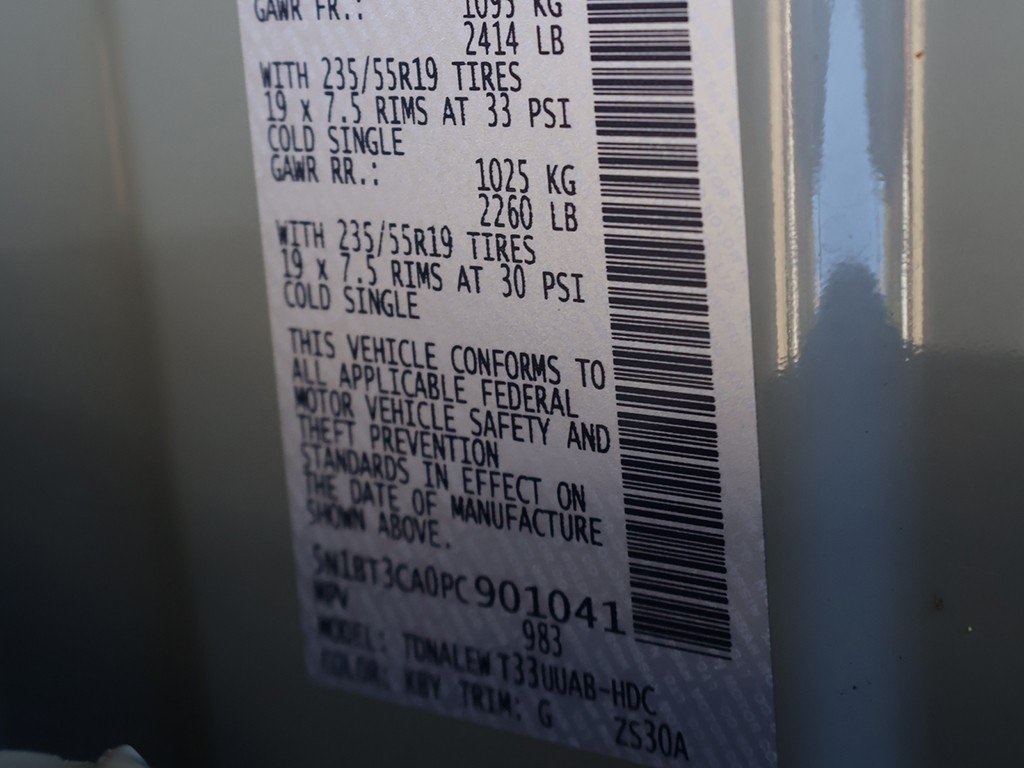 GAWR FR.: 1095 KG
2414 LB
WITH 235/55R19 TIRES
19 x 7.5 RIMS AT 33 PSI
COLD SINGLE
GAWR RR.: 1025 KG
2260 LB
WITH 235/55R19 TIRES
19 x 7.5 RIMS AT 30 PSI
COLD SINGLE
THIS VEHICLE CONFORMS TO
ALL APPLICABLE FEDERAL
MOTOR VEHICLE SAFETY AND
THEFT PREVENTION
STANDARDS IN EFFECT ON
THE DATE OF MANUFACTURE
SHOWN ABOVE.
5N1BT3CA0PC901041
MPV 983
MODEL: TDNALEW T33UUAB-HDC
COLOR: KBY TRIM: G ZS30A